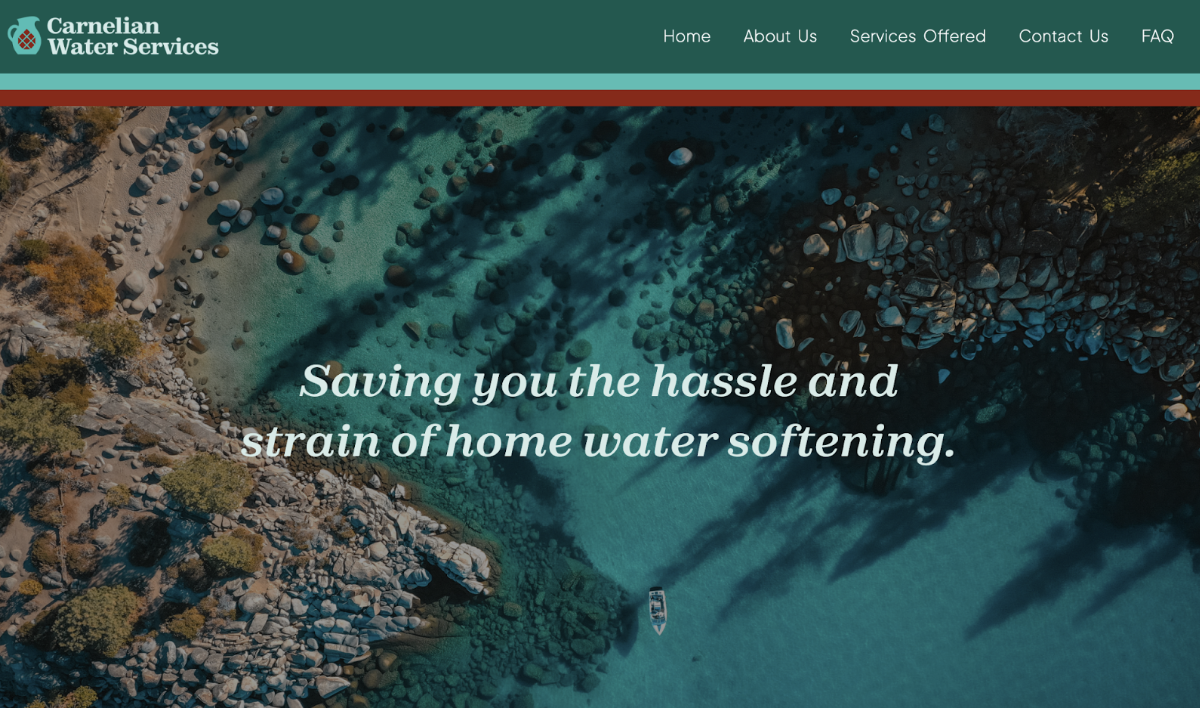 Carnelian
Water Services
Home About Us Services Offered Contact Us FAQ
Saving you the hassle and
strain of home water softening.